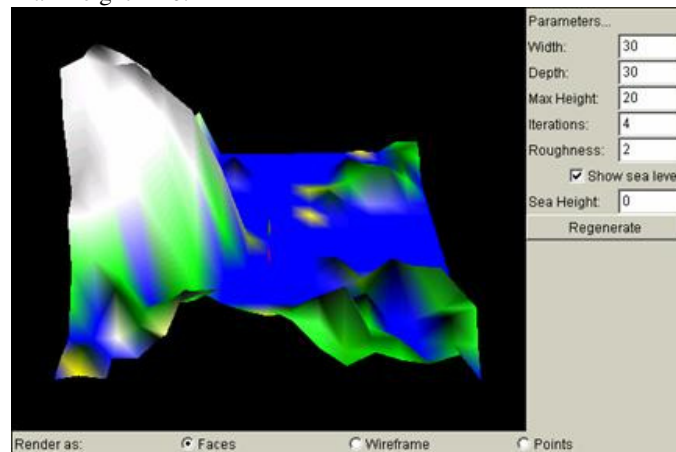 Parameters...
Width: 30
Depth: 30
Max Height: 20
Iterations: 4
Roughness: 2
Show sea leve
Sea Height: 0
Regenerate
Render as: Faces Wireframe Points